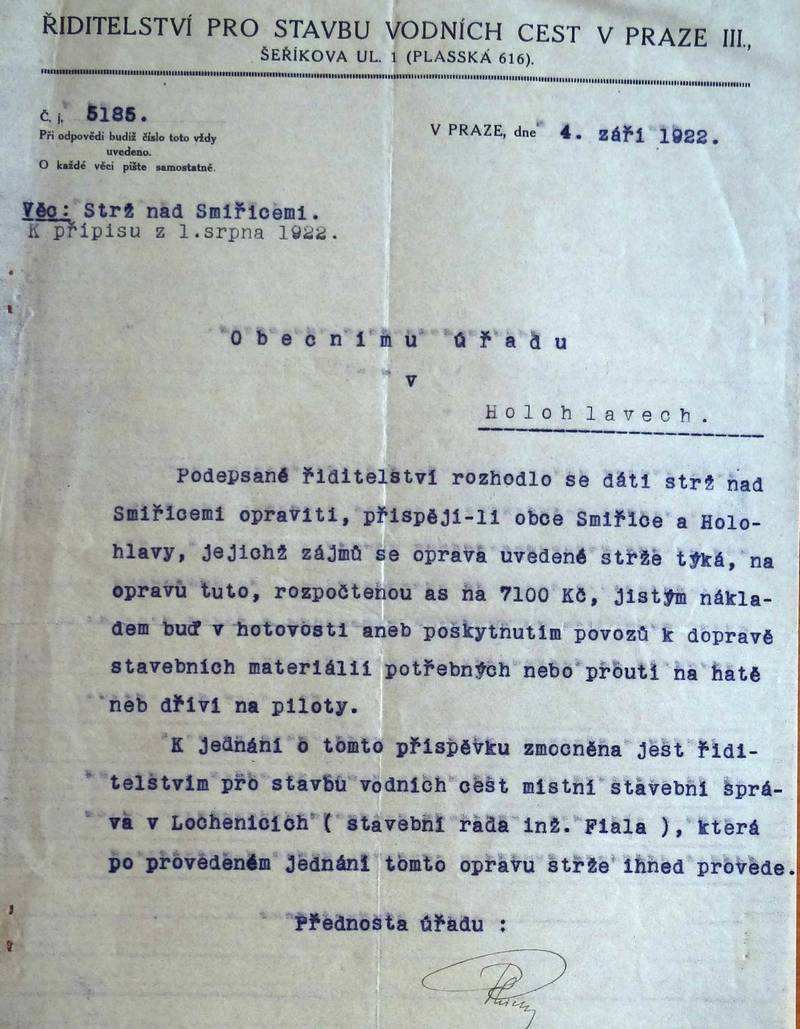 ŘIDITELSTVÍ PRO STAVBU VODNÍCH CEST V PRAZE III.,
ŠEŘÍKOVA UL. 1 (PLASSKÁ 616).
Č. j. 5185.
Při odpovědi budiž číslo toto vždy
uvedeno.
O každé věci pište samostatně.
V PRAZE, dne 4. září 1922.
Věc: Strž nad Smiřicemi.
K přípisu z 1.srpna 1922.
Obecnímu úřadu
v
Holohlavech.
Podepsané řiditelství rozhodlo se dáti strž nad
Smiřicemi opraviti, přispějí-li obce Smiřice a Holo-
hlavy, jejichž zájmů se oprava uvedené strže týká, na
opravu tuto, rozpočtenou as na 7100 Kč, jistým nákla-
dem buď v hotovosti aneb poskytnutím povozů k dopravě
stavebních materiálií potřebných nebo proutí na hatě
neb dříví na piloty.
K jednání o tomto příspěvku zmocněna jest řidi-
telstvím pro stavbu vodních cest místní stavební sprá-
va v Lochenicích ( stavební rada inž. Fiala ), která
po provedeném jednání tomto opravu strže ihned provede.
Přednosta úřadu :